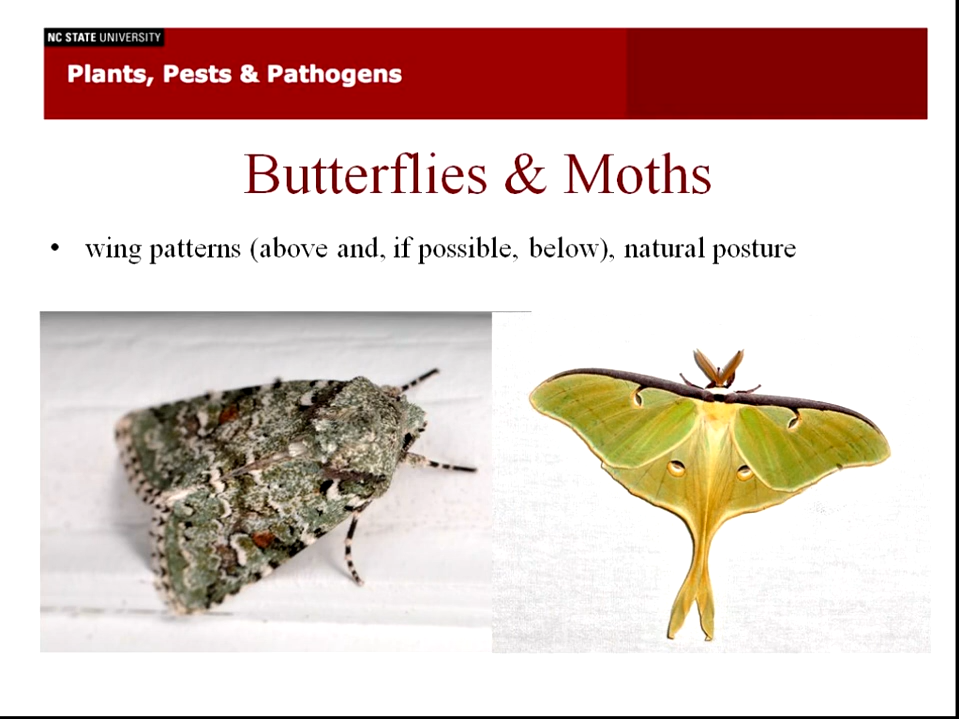 NC STATE UNIVERSITY
Plants, Pests & Pathogens
Butterflies & Moths
• wing patterns (above and, if possible, below), natural posture